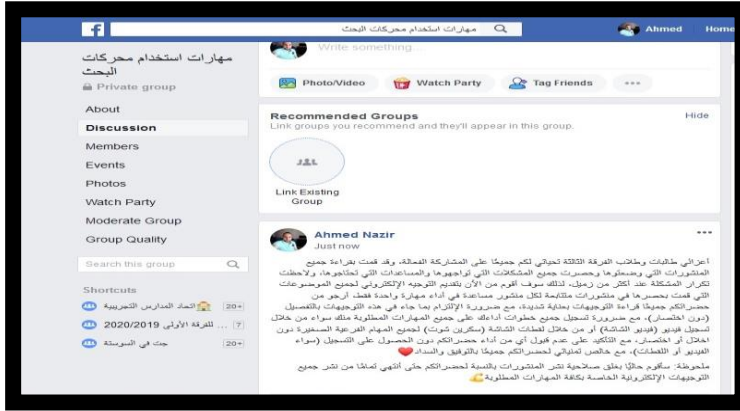 f
مهارات استخدام محركات البحث
Ahmed
Home
مهارات استخدام محركات
البحث
Private group
About
Discussion
Members
Events
Photos
Watch Party
Moderate Group
Group Quality
Search this group
Shortcuts
اتحاد المدارس التجريبية
20+
للفرقة الأولى 2020/2019 ...
7
جت في السوستة
20+
Write something...
Photo/Video
Watch Party
Tag Friends
Recommended Groups
Hide
Link groups you recommend and they'll appear in this group.
Link Existing
Group
Ahmed Nazir
Just now
أعزائي طالبات وطلاب الفرقة الثالثة تحياتي لكم جميعًا على المشاركة الفعالة، وقد قمت بقراءة جميع
المنشورات التي وضعتوها وحصرت جميع المشكلات التي تواجهوها والمساعدات التي تحتاجوها، ولاحظت
تكرار المشكلة عند أكثر من زميل، لذلك سوف أقوم من الآن بتقديم التوجيه الإلكتروني لجميع الموضوعات
التي قمت بحصرها في منشورات متتابعة لكل منشور مساعدة في أداء مهارة واحدة فقط، أرجو من
حضراتكم جميعًا قراءة التوجيهات بعناية شديدة، مع ضرورة الإلتزام بما جاء في هذه التوجيهات بالتفصيل
(دون اختصار)، مع ضرورة تسجيل جميع خطوات أداءك على جميع المهارات المطلوبة منك سواء من خلال
تسجيل فيديو (فيديو الشاشة) أو من خلال لقطات الشاشة (سكرين شوت) لجميع المهام الفرعية الصغيرة دون
اخلال أو اختصار، مع التأكيد على عدم قبول أي من أداء حضراتكم دون الحصول على التسجيل (سواء
الفيديو أو اللقطات)، مع خالص تمنياتي لحضراتكم جميعًا بالتوفيق والسداد
ملحوظة: سأقوم حاليًا بغلق صلاحية نشر المنشورات بالنسبة لحضراتكم حتى أنتهي تمامًا من نشر جميع
التوجيهات الإلكترونية الخاصة بكافة المهارات المطلوبة